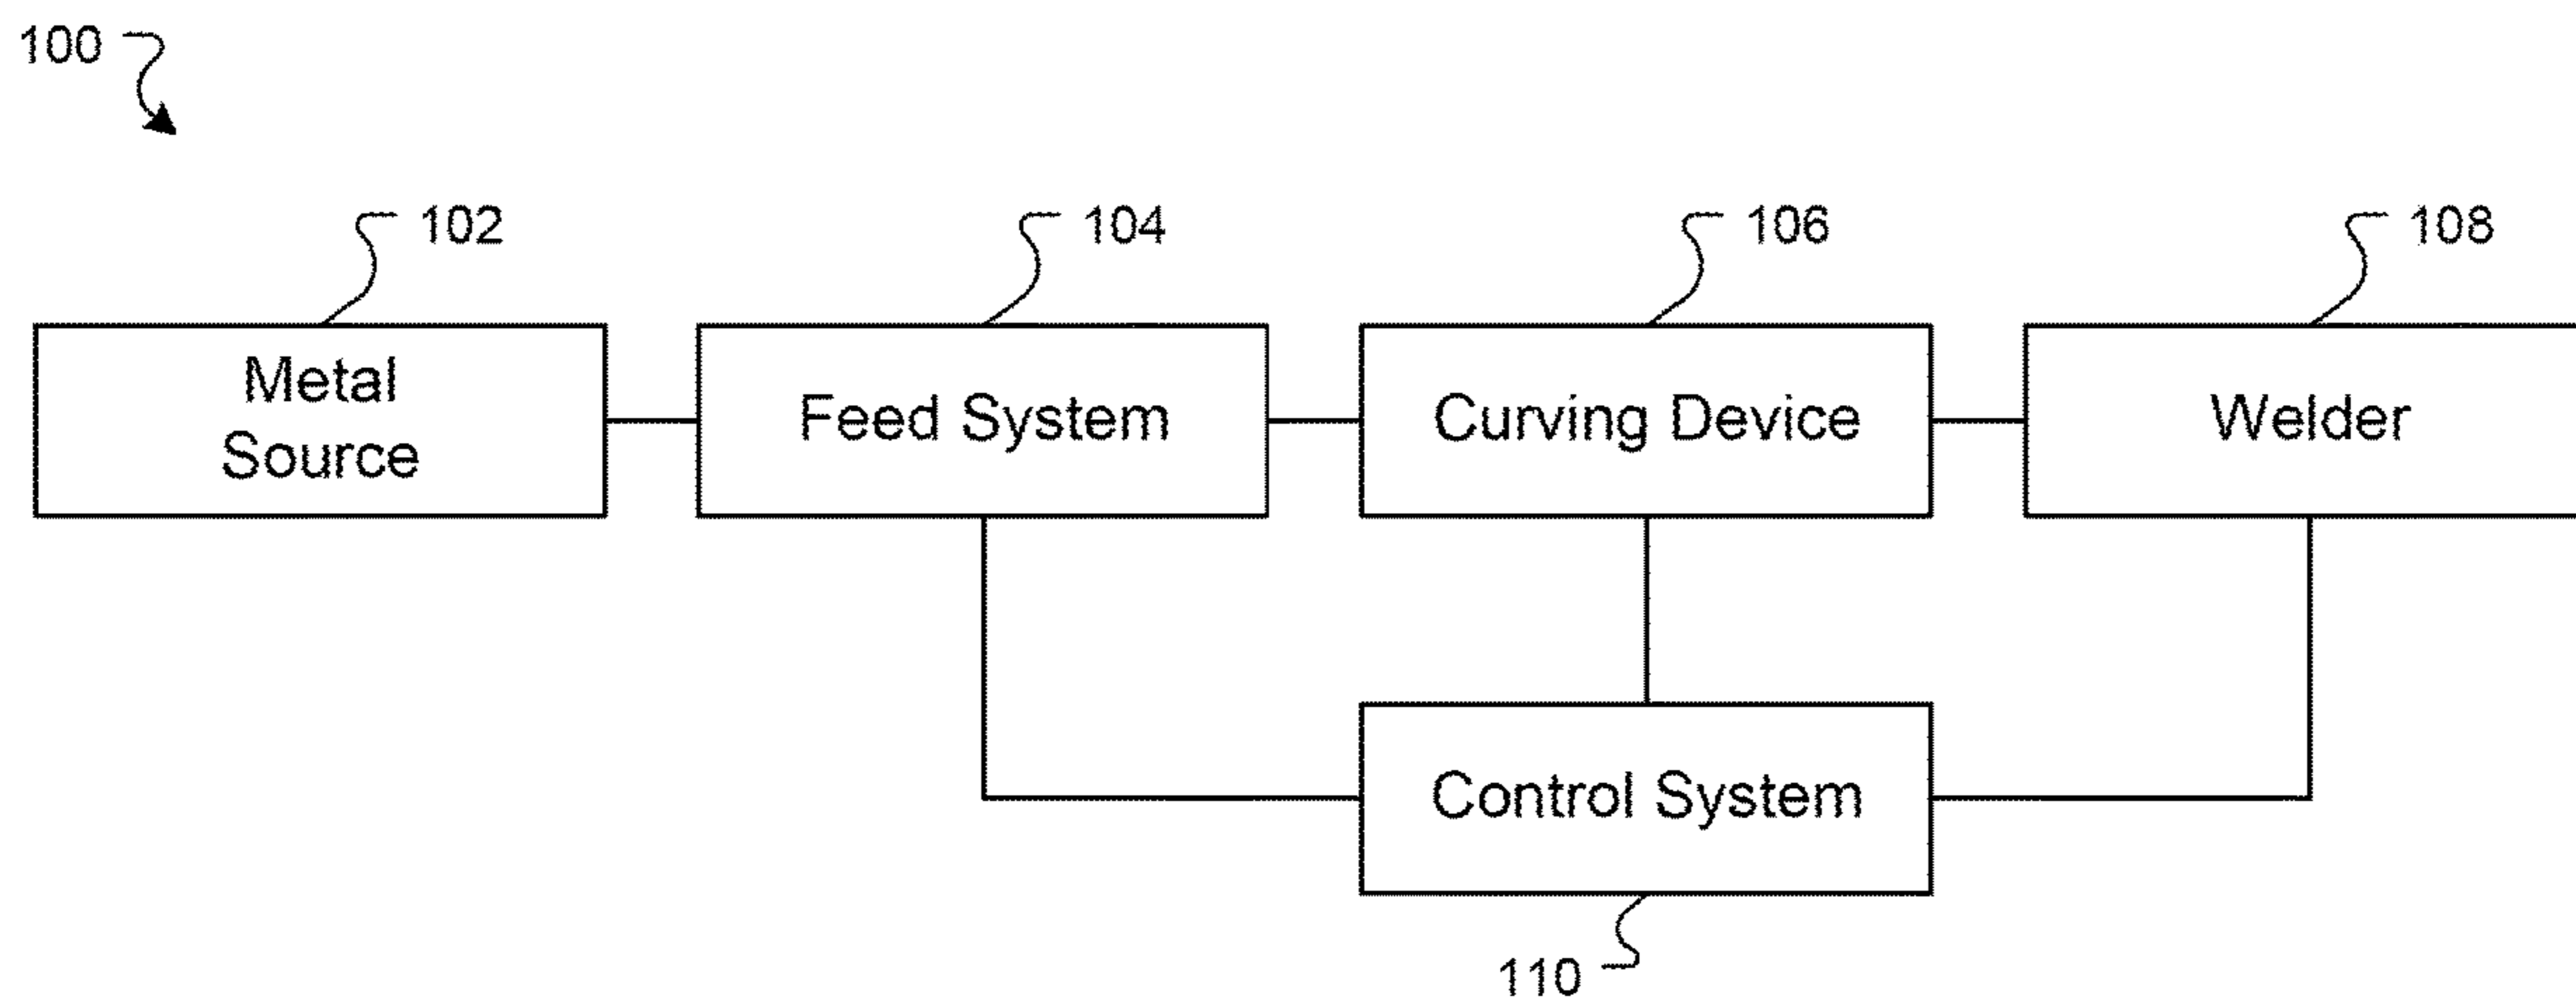 100
102
104
106
108
Metal
Source
Feed System
Curving Device
Welder
Control System
110